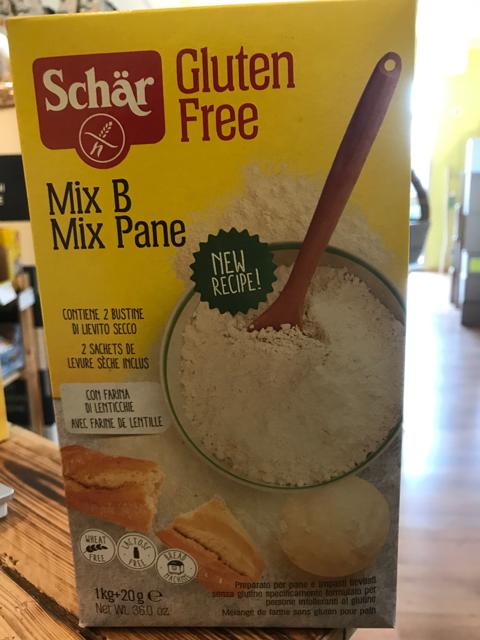 Schär
Gluten
Free
Mix B
Mix Pane
NEW
RECIPE!
CONTIENE 2 BUSTINE
DI LIEVITO SECCO
2 SACHETS DE
LEVURE SÈCHE INCLUS
CON FARINA
DI LENTICCHIE
AVEC FARINE DE LENTILLE
WHEAT
FREE
LACTOSE
FREE
BREAD
MACHINE
1kg+20g e
Net WT. 36.0 oz.
Preparato per pane e impasti lievitati
senza glutine specificamente formulato per
persone intolleranti al glutine
Mélange de farine sans gluten pour pain